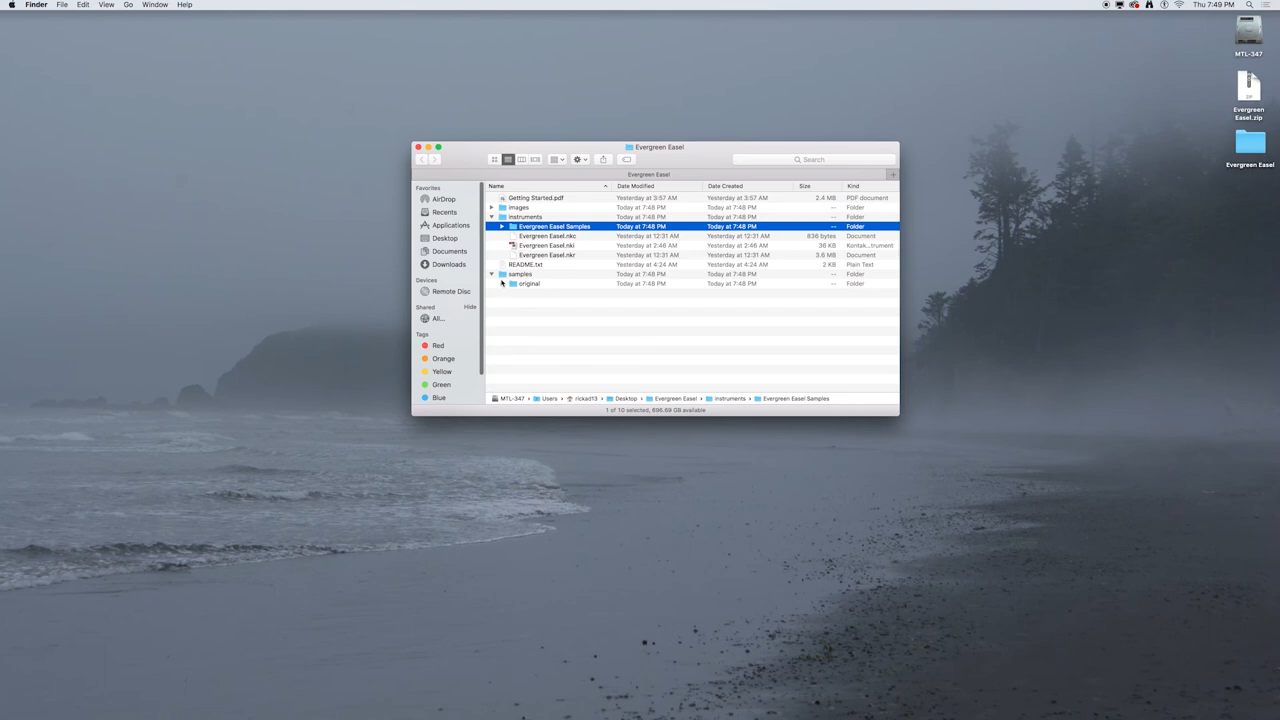 Finder File Edit View Go Window Help Thu 7:49 PM
MTL-347
ZIP
Evergreen Easel.zip
Evergreen Easel
Evergreen Easel
Search
Evergreen Easel
Favorites
AirDrop
Recents
Applications
Desktop
Documents
Downloads
Devices
Remote Disc
Shared Hide
All...
Tags
Red
Orange
Yellow
Green
Blue
Name Date Modified Date Created Size Kind
Getting Started.pdf Yesterday at 3:57 AM Yesterday at 3:57 AM 2.4 MB PDF document
images Today at 7:48 PM Today at 7:48 PM -- Folder
instruments Today at 7:48 PM Today at 7:48 PM -- Folder
Evergreen Easel Samples Today at 7:48 PM Today at 7:48 PM -- Folder
Evergreen Easel.nkc Yesterday at 12:31 AM Yesterday at 12:31 AM 836 bytes Document
Evergreen Easel.nki Yesterday at 2:46 AM Yesterday at 2:46 AM 36 KB Kontak...trument
Evergreen Easel.nkr Yesterday at 12:31 AM Yesterday at 12:31 AM 3.6 MB Document
README.txt Yesterday at 4:24 AM Yesterday at 4:24 AM 2 KB Plain Text
samples Today at 7:48 PM Today at 7:48 PM -- Folder
original Today at 7:48 PM Today at 7:48 PM -- Folder
MTL-347 Users rickad13 Desktop Evergreen Easel instruments Evergreen Easel Samples
1 of 10 selected, 696.69 GB available